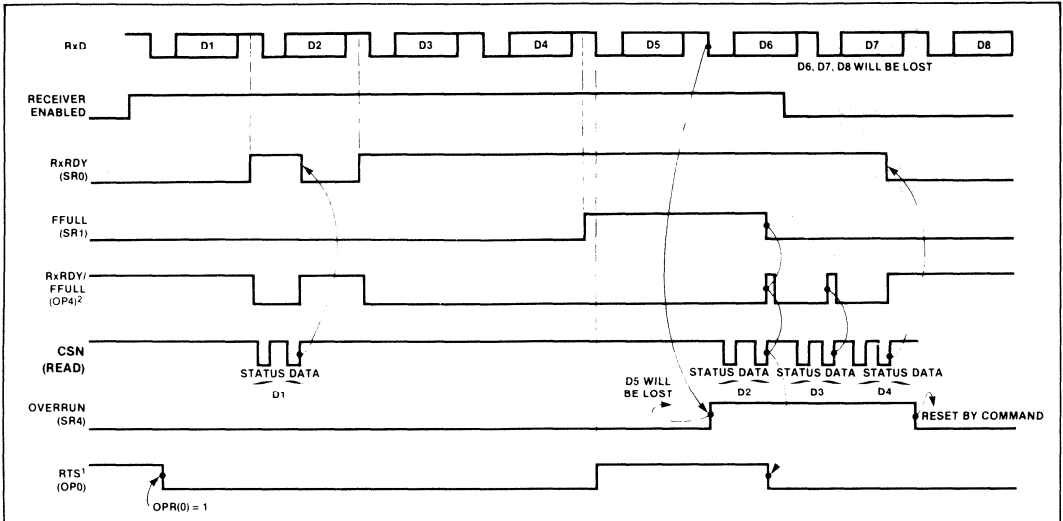 RxD D1 D2 D3 D4 D5 D6 D7 D8
D6, D7, D8 WILL BE LOST
RECEIVER
ENABLED
RxRDY
(SR0)
FFULL
(SR1)
RxRDY/
FFULL
(OP4)2
CSN
(READ)
STATUS DATA
D1
STATUS DATA STATUS DATA STATUS DATA
D2 D3 D4
D5 WILL
BE LOST
OVERRUN
(SR4)
RESET BY COMMAND
RTS1
(OP0)
OPR(0) = 1